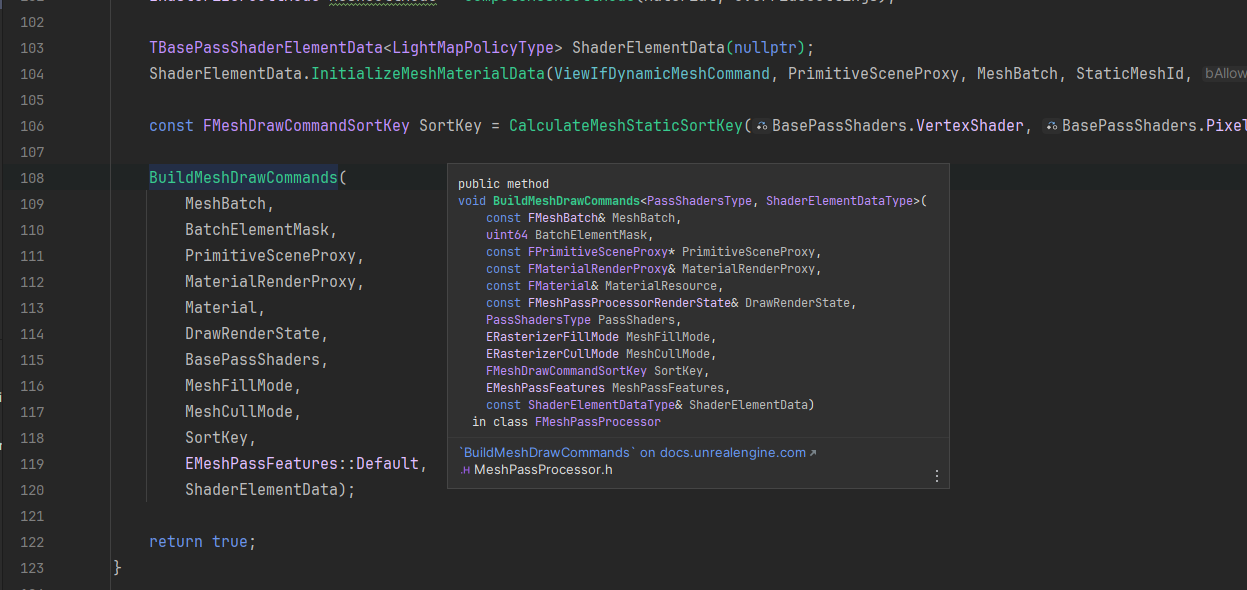 102
103 TBasePassShaderElementData<LightMapPolicyType> ShaderElementData(nullptr);
104 ShaderElementData.InitializeMeshMaterialData(ViewIfDynamicMeshCommand, PrimitiveSceneProxy, MeshBatch, StaticMeshId, bAllow
105
106 const FMeshDrawCommandSortKey SortKey = CalculateMeshStaticSortKey(BasePassShaders.VertexShader, BasePassShaders.Pixel
107
108 BuildMeshDrawCommands(
109 MeshBatch,
110 BatchElementMask,
111 PrimitiveSceneProxy,
112 MaterialRenderProxy,
113 Material,
114 DrawRenderState,
115 BasePassShaders,
116 MeshFillMode,
117 MeshCullMode,
118 SortKey,
119 EMeshPassFeatures::Default,
120 ShaderElementData);
121
122 return true;
123 }
public method
void BuildMeshDrawCommands<PassShadersType, ShaderElementDataType>(
const FMeshBatch& MeshBatch,
uint64 BatchElementMask,
const FPrimitiveSceneProxy* PrimitiveSceneProxy,
const FMaterialRenderProxy& MaterialRenderProxy,
const FMaterial& MaterialResource,
const FMeshPassProcessorRenderState& DrawRenderState,
PassShadersType PassShaders,
ERasterizerFillMode MeshFillMode,
ERasterizerCullMode MeshCullMode,
FMeshDrawCommandSortKey SortKey,
EMeshPassFeatures MeshPassFeatures,
const ShaderElementDataType& ShaderElementData)
in class FMeshPassProcessor
`BuildMeshDrawCommands` on docs.unrealengine.com↗
.H MeshPassProcessor.h